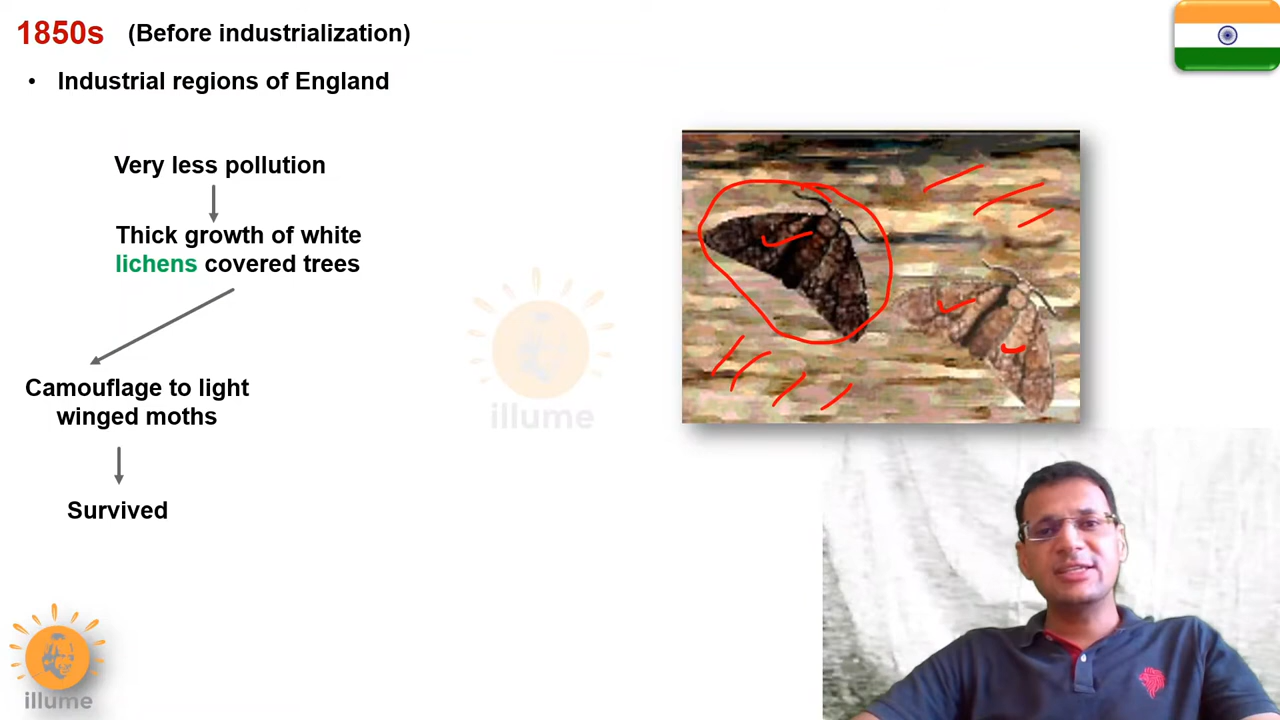 1850s (Before industrialization)
• Industrial regions of England
Very less pollution
Thick growth of white
lichens covered trees
Camouflage to light
winged moths
Survived
illume
illume